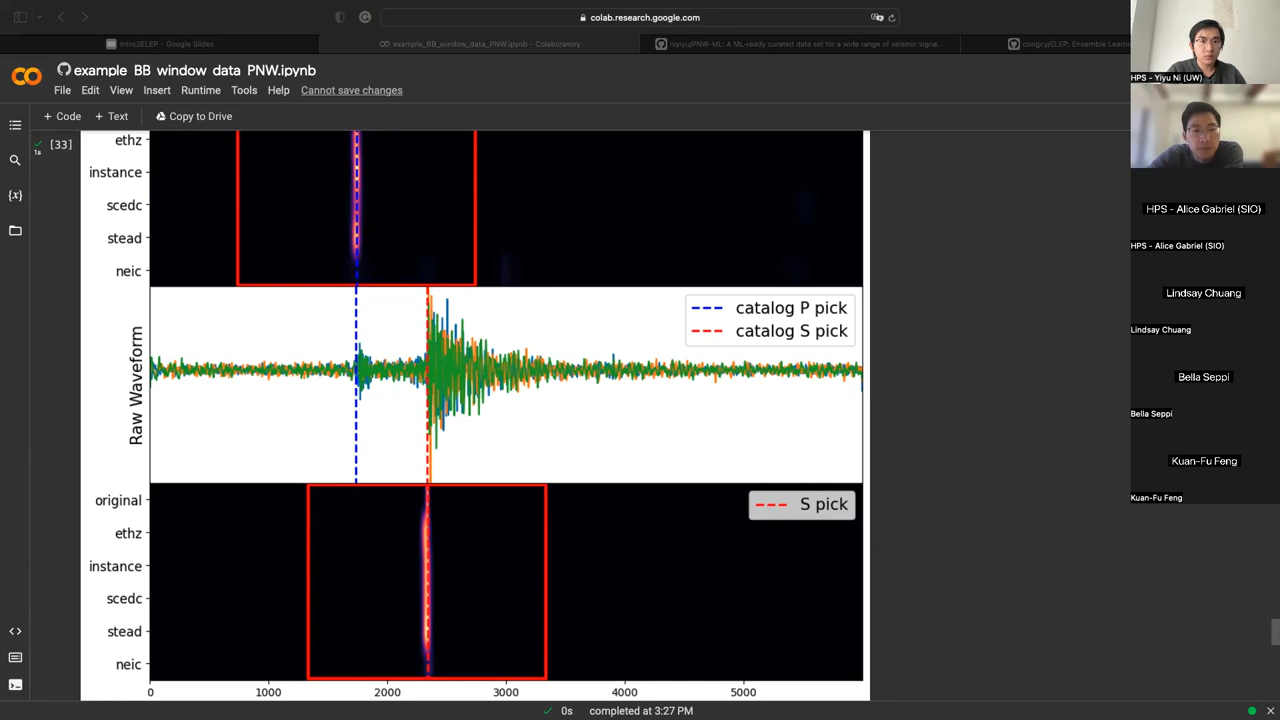 colab.research.google.com
Intro2ELEP - Google Slides
example_BB_window_data_PNW.ipynb - Colaboratory
niyiyu/PNW-ML: A ML-ready curated data set for a wide range of seismic signa...
congcy/ELEP: Ensemble Learni
example BB window data PNW.ipynb
File Edit View Insert Runtime Tools Help Cannot save changes
+ Code + Text Copy to Drive
[33]
1s
ethz
instance
scedc
stead
neic
Raw Waveform
catalog P pick
catalog S pick
original
ethz
instance
scedc
stead
neic
S pick
0 1000 2000 3000 4000 5000
0s completed at 3:27 PM
HPS - Yiyu Ni (UW)
HPS - Alice Gabriel (SIO)
HPS - Alice Gabriel (SIO)
Lindsay Chuang
Lindsay Chuang
Bella Seppi
Bella Seppi
Kuan-Fu Feng
Kuan-Fu Feng